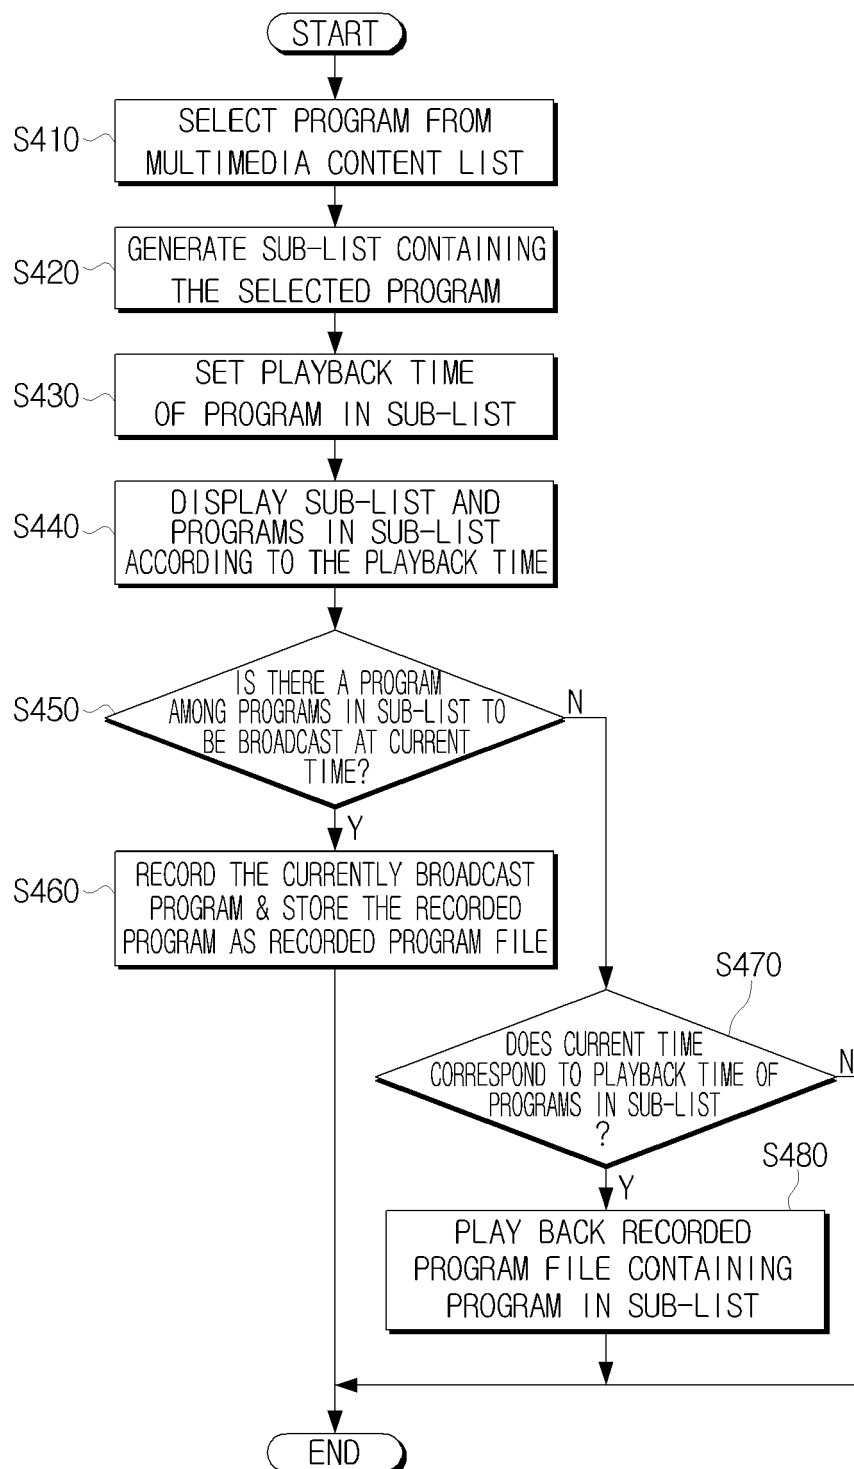 START
S410
SELECT PROGRAM FROM
MULTIMEDIA CONTENT LIST
S420
GENERATE SUB-LIST CONTAINING
THE SELECTED PROGRAM
S430
SET PLAYBACK TIME
OF PROGRAM IN SUB-LIST
S440
DISPLAY SUB-LIST AND
PROGRAMS IN SUB-LIST
ACCORDING TO THE PLAYBACK TIME
S450
IS THERE A PROGRAM
AMONG PROGRAMS IN SUB-LIST TO
BE BROADCAST AT CURRENT
TIME?
N
Y
S460
RECORD THE CURRENTLY BROADCAST
PROGRAM & STORE THE RECORDED
PROGRAM AS RECORDED PROGRAM FILE
S470
DOES CURRENT TIME
CORRESPOND TO PLAYBACK TIME OF
PROGRAMS IN SUB-LIST
?
N
Y
S480
PLAY BACK RECORDED
PROGRAM FILE CONTAINING
PROGRAM IN SUB-LIST
END